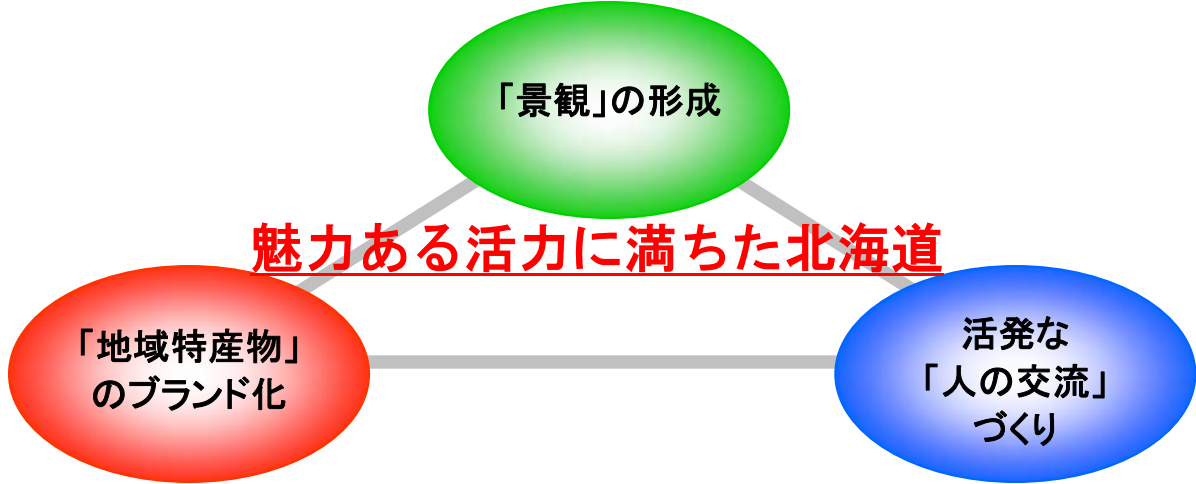 「景観」の形成
魅力ある活力に満ちた北海道
「地域特産物」
のブランド化
活発な
「人の交流」
づくり